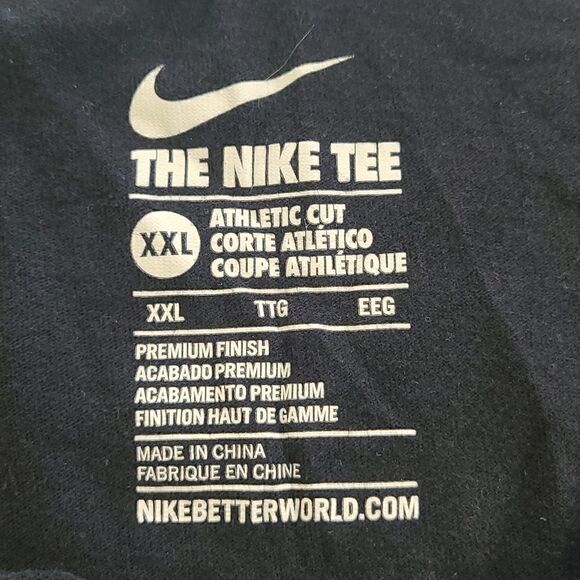 THE NIKE TEE
XXL
ATHLETIC CUT
CORTE ATLÉTICO
COUPE ATHLÉTIQUE
XXL TTG EEG
PREMIUM FINISH
ACABADO PREMIUM
ACABAMENTO PREMIUM
FINITION HAUT DE GAMME
MADE IN CHINA
FABRIQUE EN CHINE
NIKEBETTERWORLD.COM